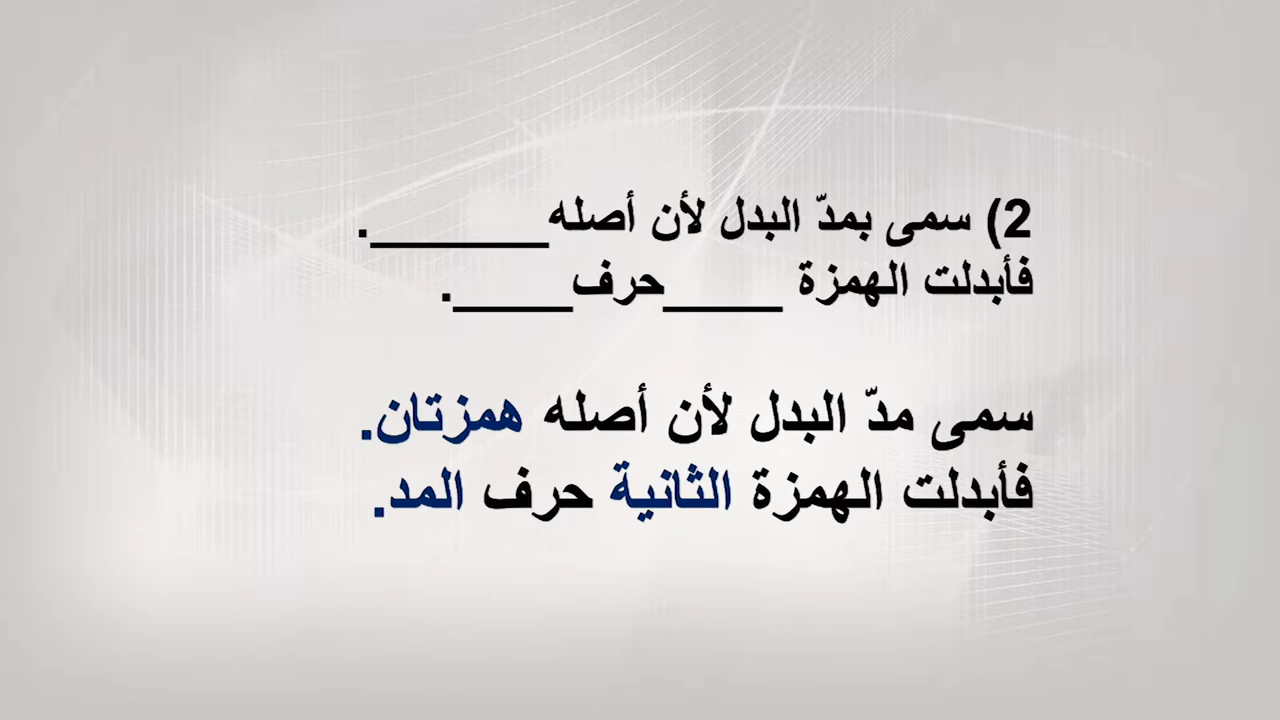 2) سمى بمدّ البدل لأن أصله______.
فأبدلت الهمزة ____حرف____.
سمى مدّ البدل لأن أصله همزتان.
فأبدلت الهمزة الثانية حرف المد.